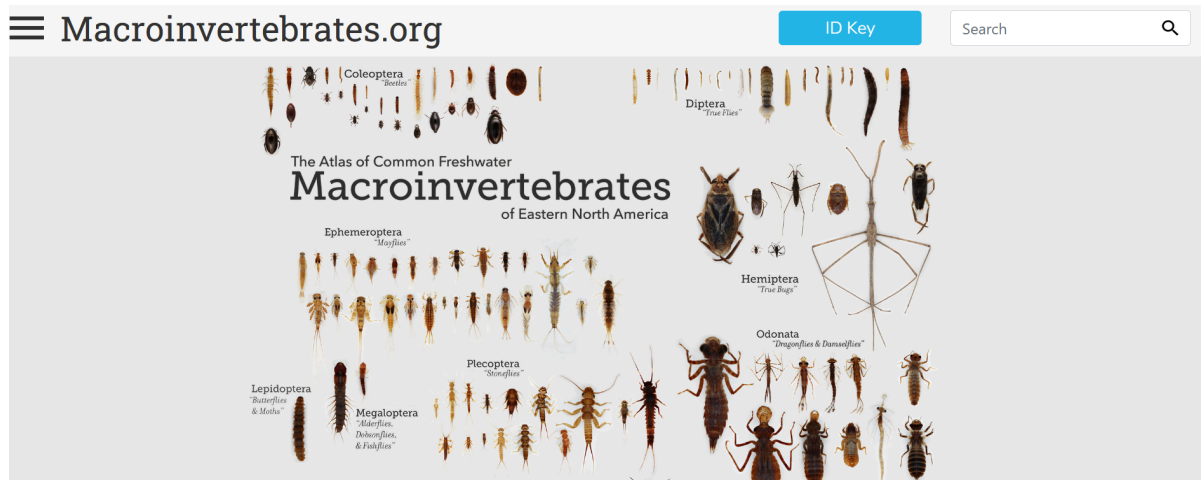 Macroinvertebrates.org
ID Key
Search
Coleoptera
"Beetles"
Diptera
"True Flies"
The Atlas of Common Freshwater
Macroinvertebrates
of Eastern North America
Ephemeroptera
"Mayflies"
Hemiptera
"True Bugs"
Odonata
"Dragonflies & Damselflies"
Plecoptera
"Stoneflies"
Lepidoptera
"Butterflies
& Moths"
Megaloptera
"Alderflies,
Dobsonflies,
& Fishflies"